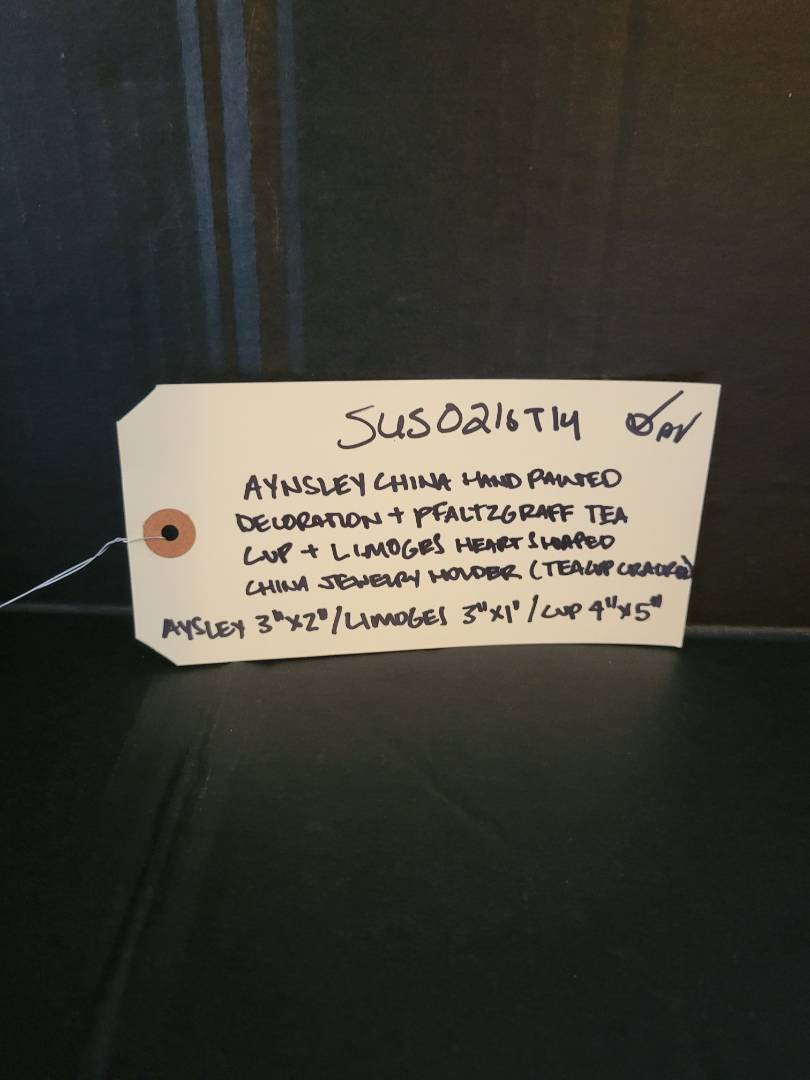 SUS0216T14
AYNSLEY CHINA HAND PAINTED
DECORATION + PFALTZGRAFF TEA
CUP + LIMOGES HEART SHAPED
CHINA JEWELRY HOLDER (TEACUP CRACKED)
AYSLEY 3"X2"/LIMOGES 3"X1"/CUP 4"X5"